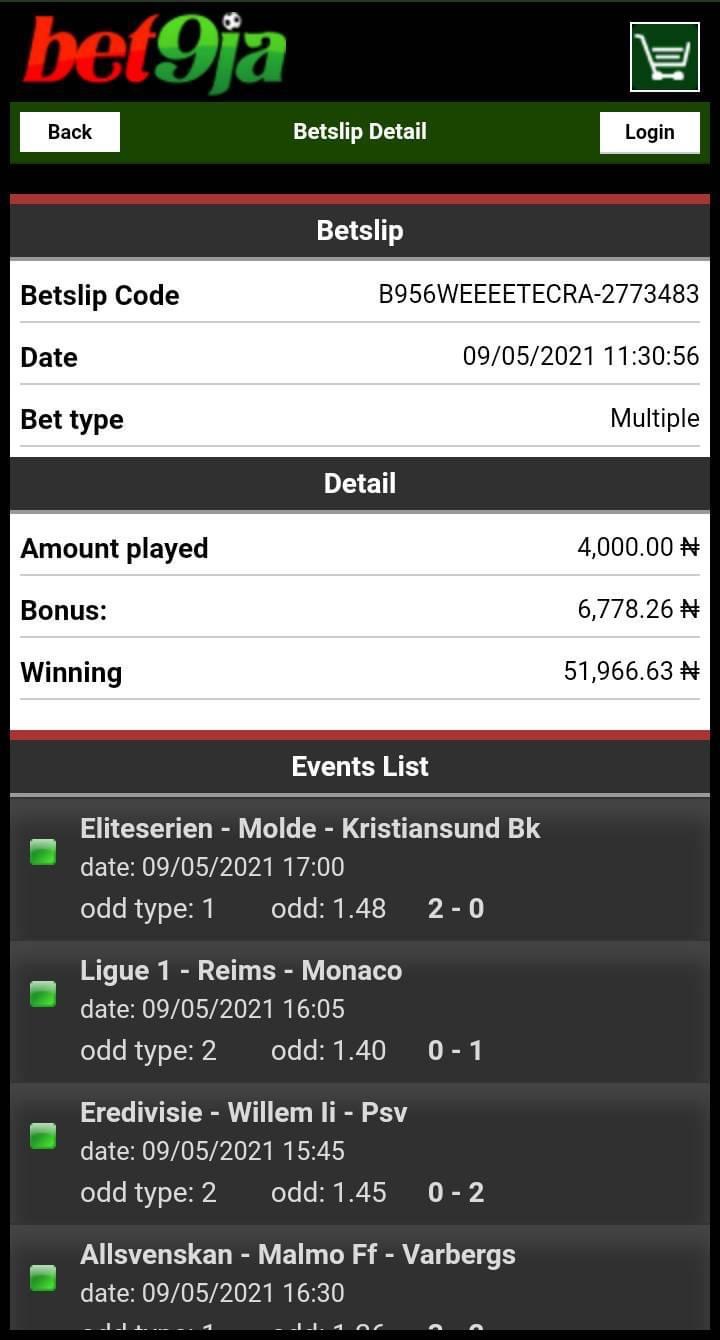 bet9ja
Back Betslip Detail Login
Betslip
Betslip Code B956WEEEETECRA-2773483
Date 09/05/2021 11:30:56
Bet type Multiple
Detail
Amount played 4,000.00 ₦
Bonus: 6,778.26 ₦
Winning 51,966.63 ₦
Events List
Eliteserien - Molde - Kristiansund Bk
date: 09/05/2021 17:00
odd type: 1 odd: 1.48 2 - 0
Ligue 1 - Reims - Monaco
date: 09/05/2021 16:05
odd type: 2 odd: 1.40 0 - 1
Eredivisie - Willem Ii - Psv
date: 09/05/2021 15:45
odd type: 2 odd: 1.45 0 - 2
Allsvenskan - Malmo Ff - Varbergs
date: 09/05/2021 16:30
odd type: 1 odd: